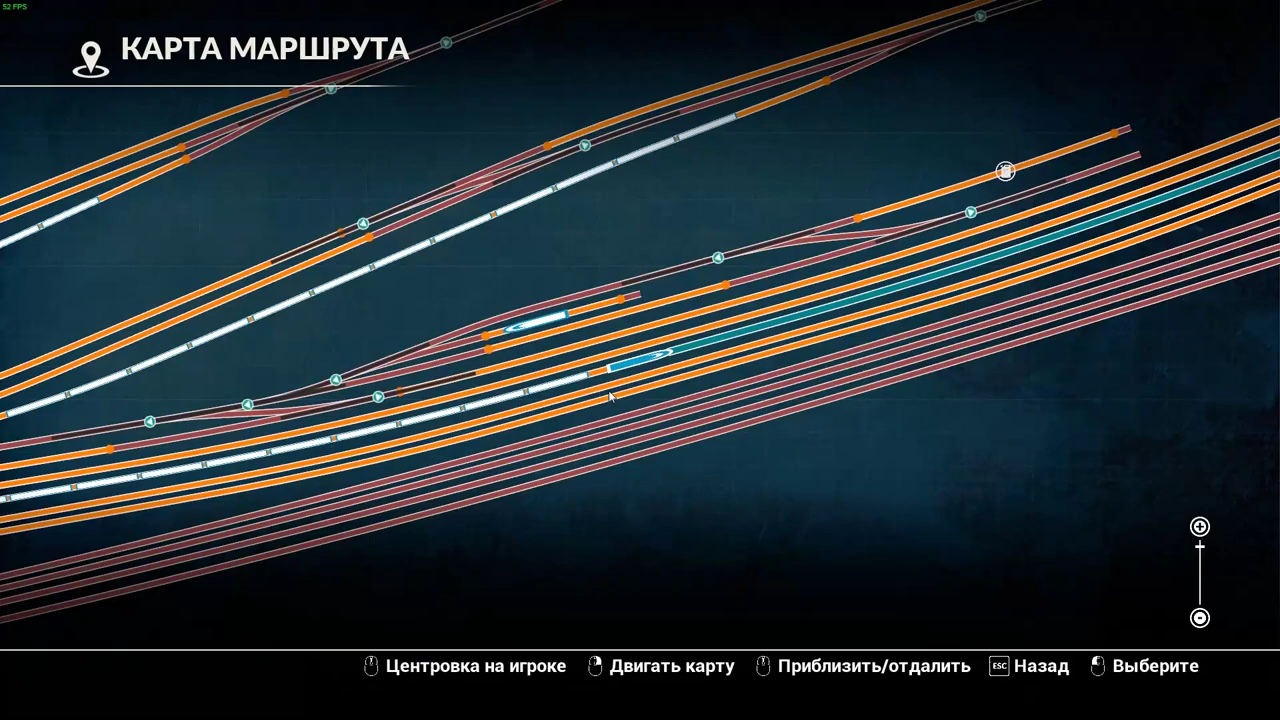 52 FPS
КАРТА МАРШРУТА
Центровка на игроке
Двигать карту
Приблизить/отдалить
ESC Назад
Выберите